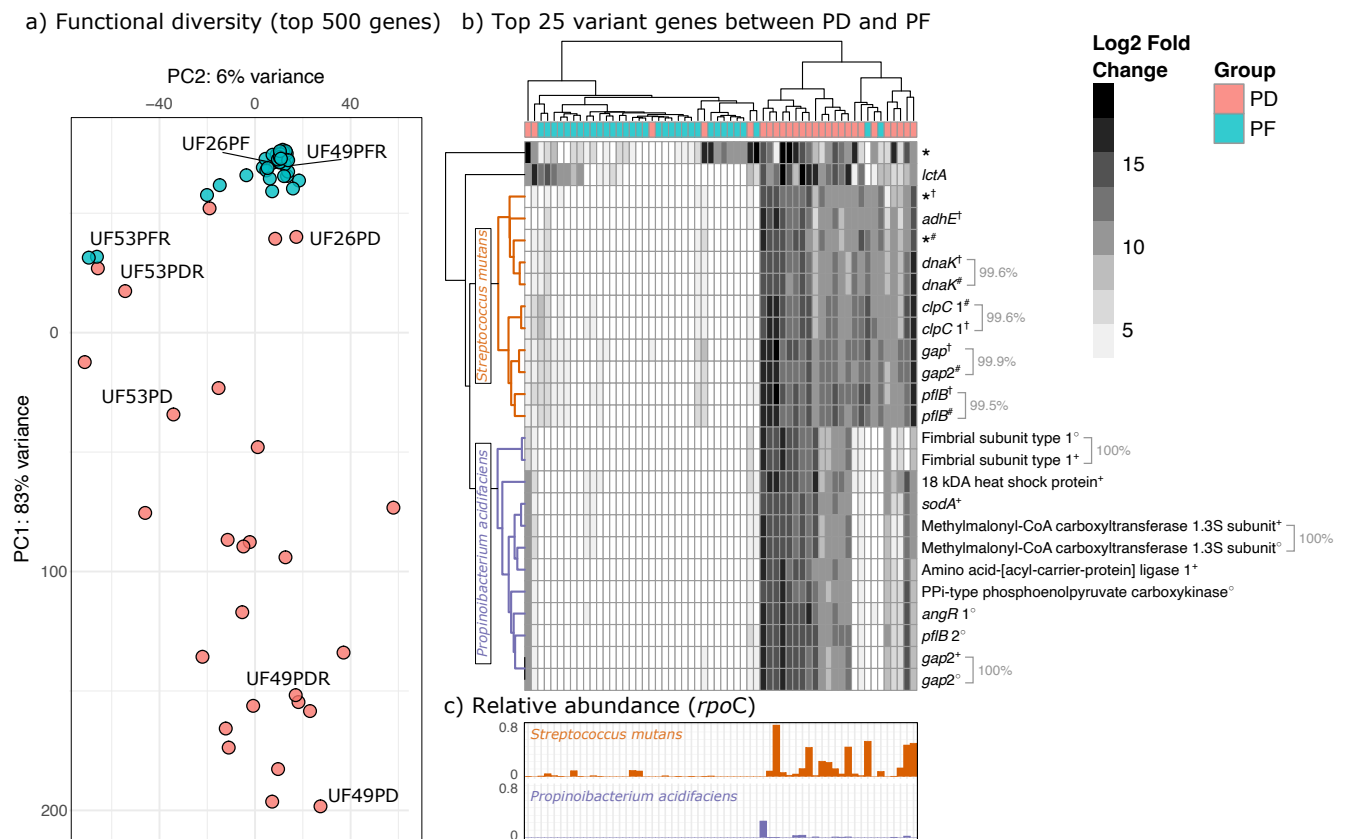 a) Functional diversity (top 500 genes)
PC2: 6% variance
−40 0 40
UF26PF
UF49PFR
UF26PD
UF53PFR
UF53PDR
UF53PD
UF49PDR
UF49PD
0
100
200
PC1: 83% variance
b) Top 25 variant genes between PD and PF
Streptococcus mutans
Propinoibacterium acidifaciens
*
lctA
*†
adhE†
*#
dnaK†
dnaK#
99.6%
clpC 1#
clpC 1†
99.6%
gap†
gap2#
99.9%
pflB†
pflB#
99.5%
Fimbrial subunit type 1°
Fimbrial subunit type 1+
100%
18 kDA heat shock protein+
sodA+
Methylmalonyl-CoA carboxyltransferase 1.3S subunit+
Methylmalonyl-CoA carboxyltransferase 1.3S subunit°
100%
Amino acid-[acyl-carrier-protein] ligase 1+
PPi-type phosphoenolpyruvate carboxykinase°
angR 1°
pflB 2°
gap2+
gap2°
100%
Log2 Fold
Change
15
10
5
Group
PD
PF
c) Relative abundance (rpoC)
0.8
Streptococcus mutans
0
0.8
Propinoibacterium acidifaciens
0